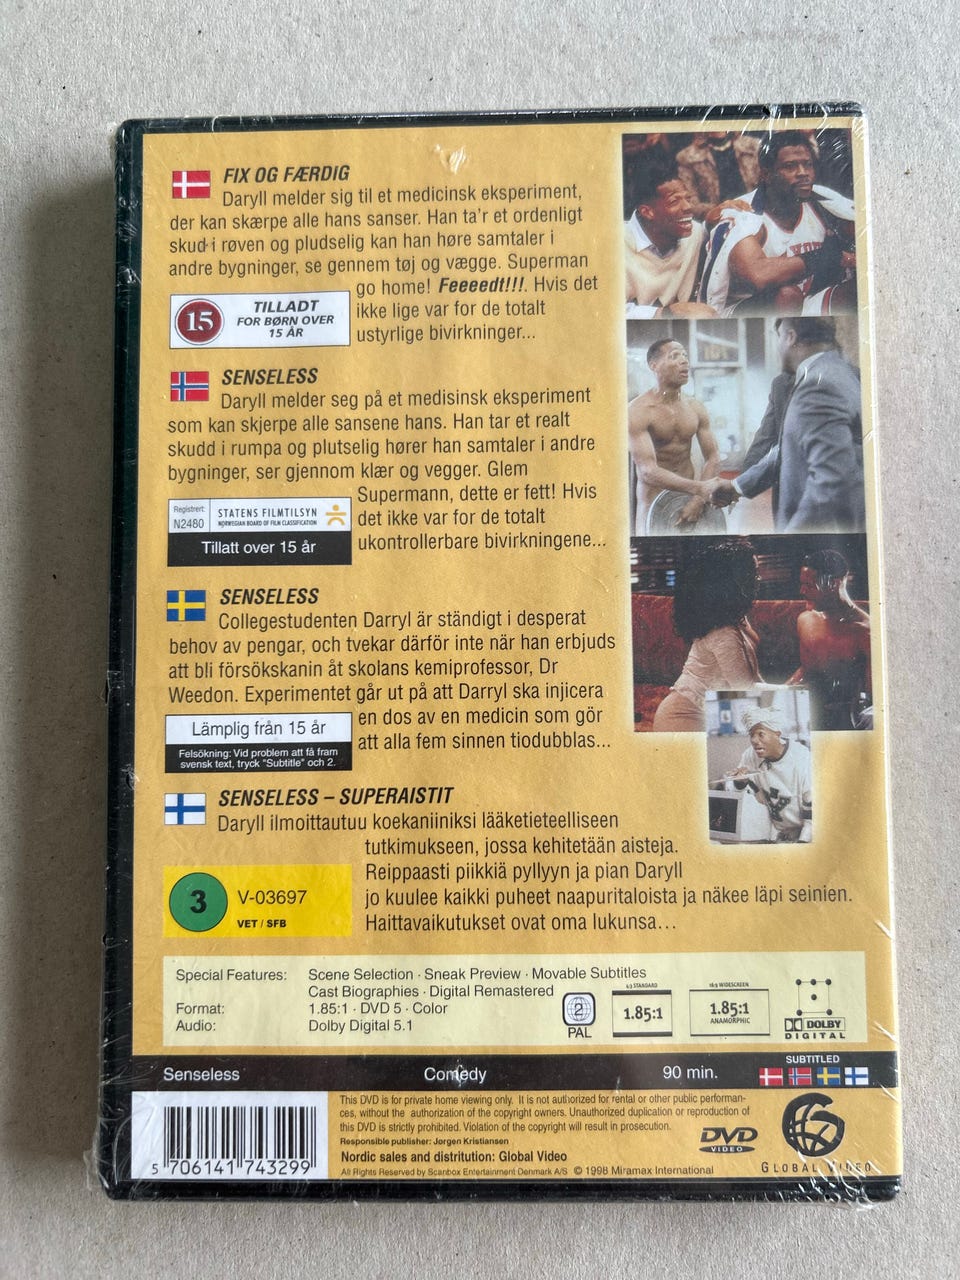 FIX OG FÆRDIG
Daryll melder sig til et medicinsk eksperiment,
der kan skærpe alle hans sanser. Han ta'r et ordenligt
skud i røven og pludselig kan han høre samtaler i
andre bygninger, se gennem tøj og vægge. Superman
go home! Feeeedt!!!. Hvis det
ikke lige var for de totalt
ustyrlige bivirkninger...
15
TILLADT
FOR BØRN OVER
15 ÅR
SENSELESS
Daryll melder seg på et medisinsk eksperiment
som kan skjerpe alle sansene hans. Han tar et realt
skudd i rumpa og plutselig hører han samtaler i andre
bygninger, ser gjennom klær og vegger. Glem
Supermann, dette er fett! Hvis
det ikke var for de totalt
ukontrollerbare bivirkningene...
Registrert:
N2480
STATENS FILMTILSYN
NORWEGIAN BOARD OF FILM CLASSIFICATION
Tillatt over 15 år
SENSELESS
Collegestudenten Darryl är ständigt i desperat
behov av pengar, och tvekar därför inte när han erbjuds
att bli försökskanin åt skolans kemiprofessor, Dr
Weedon. Experimentet går ut på att Darryl ska injicera
en dos av en medicin som gör
att alla fem sinnen tiodubblas...
Lämplig från 15 år
Felsökning: Vid problem att få fram
svensk text, tryck "Subtitle" och 2.
SENSELESS – SUPERAISTIT
Daryll ilmoittautuu koekaniiniksi lääketieteelliseen
tutkimukseen, jossa kehitetään aisteja.
Reippaasti piikkiä pyllyyn ja pian Daryll
jo kuulee kaikki puheet naapuritaloista ja näkee läpi seinien.
Haittavaikutukset ovat oma lukunsa...
3
V-03697
VET / SFB
Special Features: Scene Selection · Sneak Preview · Movable Subtitles
Cast Biographies · Digital Remastered
Format: 1.85:1 · DVD 5 · Color
Audio: Dolby Digital 5.1
2
PAL
4:3 STANDARD
1.85:1
16:9 WIDESCREEN
1.85:1
ANAMORPHIC
DOLBY
DIGITAL
Senseless Comedy 90 min.
SUBTITLED
5 706141 743299
This DVD is for private home viewing only. It is not authorized for rental or other public performan-
ces, without the authorization of the copyright owners. Unauthorized duplication or reproduction of
this DVD is strictly prohibited. Violation of the copyright will result in prosecution.
Responsible publisher: Jørgen Kristiansen
Nordic sales and distribution: Global Video
All Rights Reserved by Scanbox Entertainment Denmark A/S © 1998 Miramax International
DVD
VIDEO
GLOBAL VIDEO